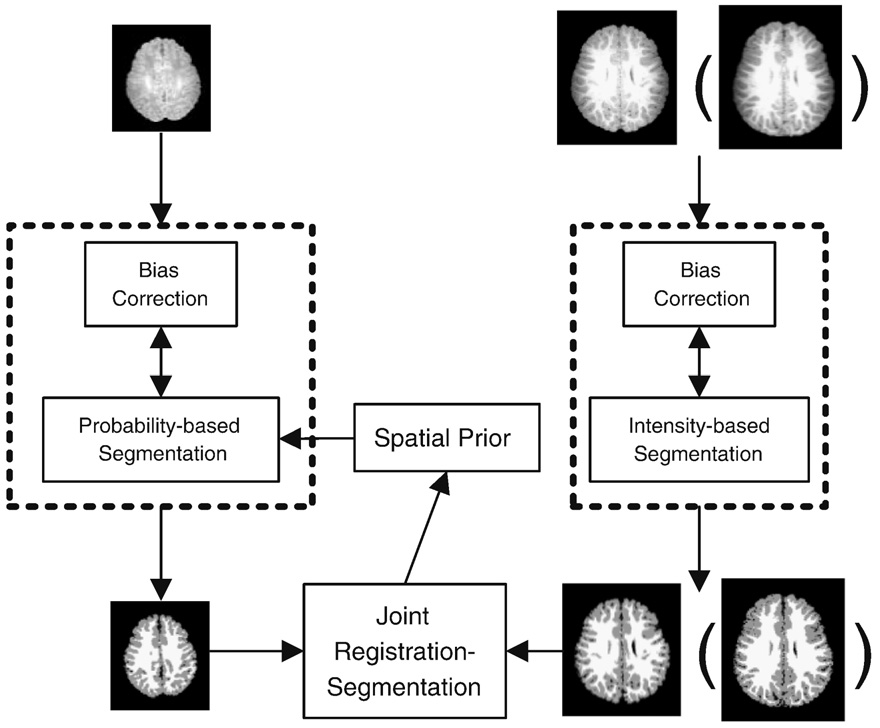 Bias
Correction
Probability-based
Segmentation
Spatial Prior
Bias
Correction
Intensity-based
Segmentation
Joint
Registration-
Segmentation
( )
( )